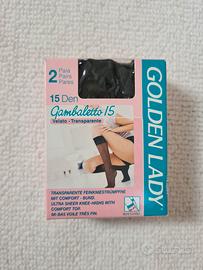 2 Para
Pairs
Paires
15 Den
Gambaletto 15
Velato - Transparente
GOLDEN LADY
TRANSPARENTE FEINKNIESTRÜMPFE
MIT COMFORT - BUND.
ULTRA SHEER KNEE-HIGHS WITH
COMFORT TOP.
MI-BAS VOILE TRÈS FIN.